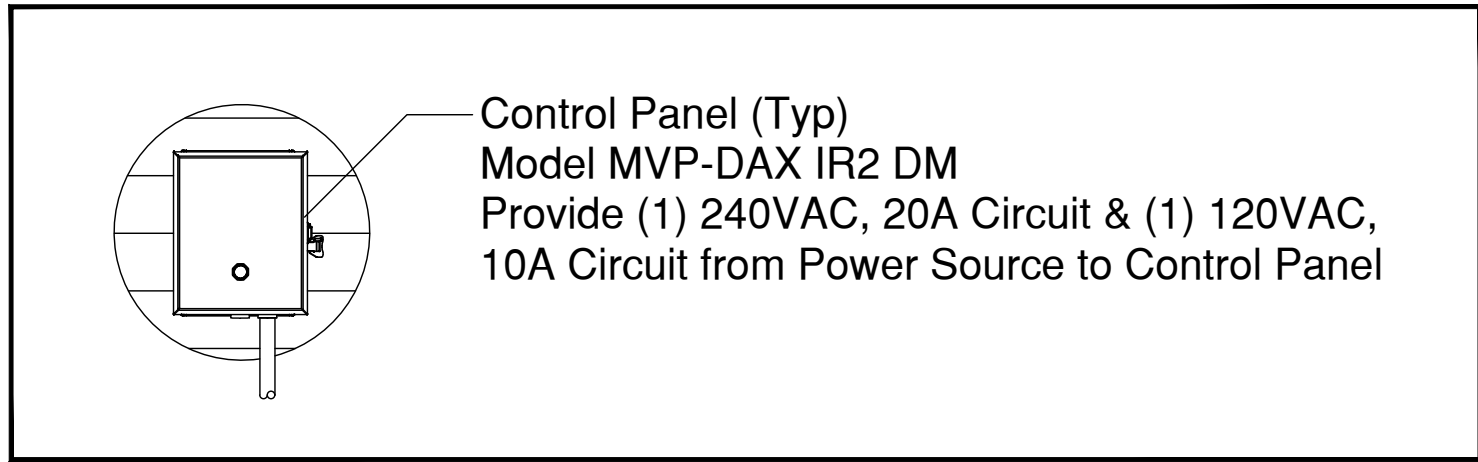 Control Panel (Typ)
Model MVP-DAX IR2 DM
Provide (1) 240VAC, 20A Circuit & (1) 120VAC,
10A Circuit from Power Source to Control Panel